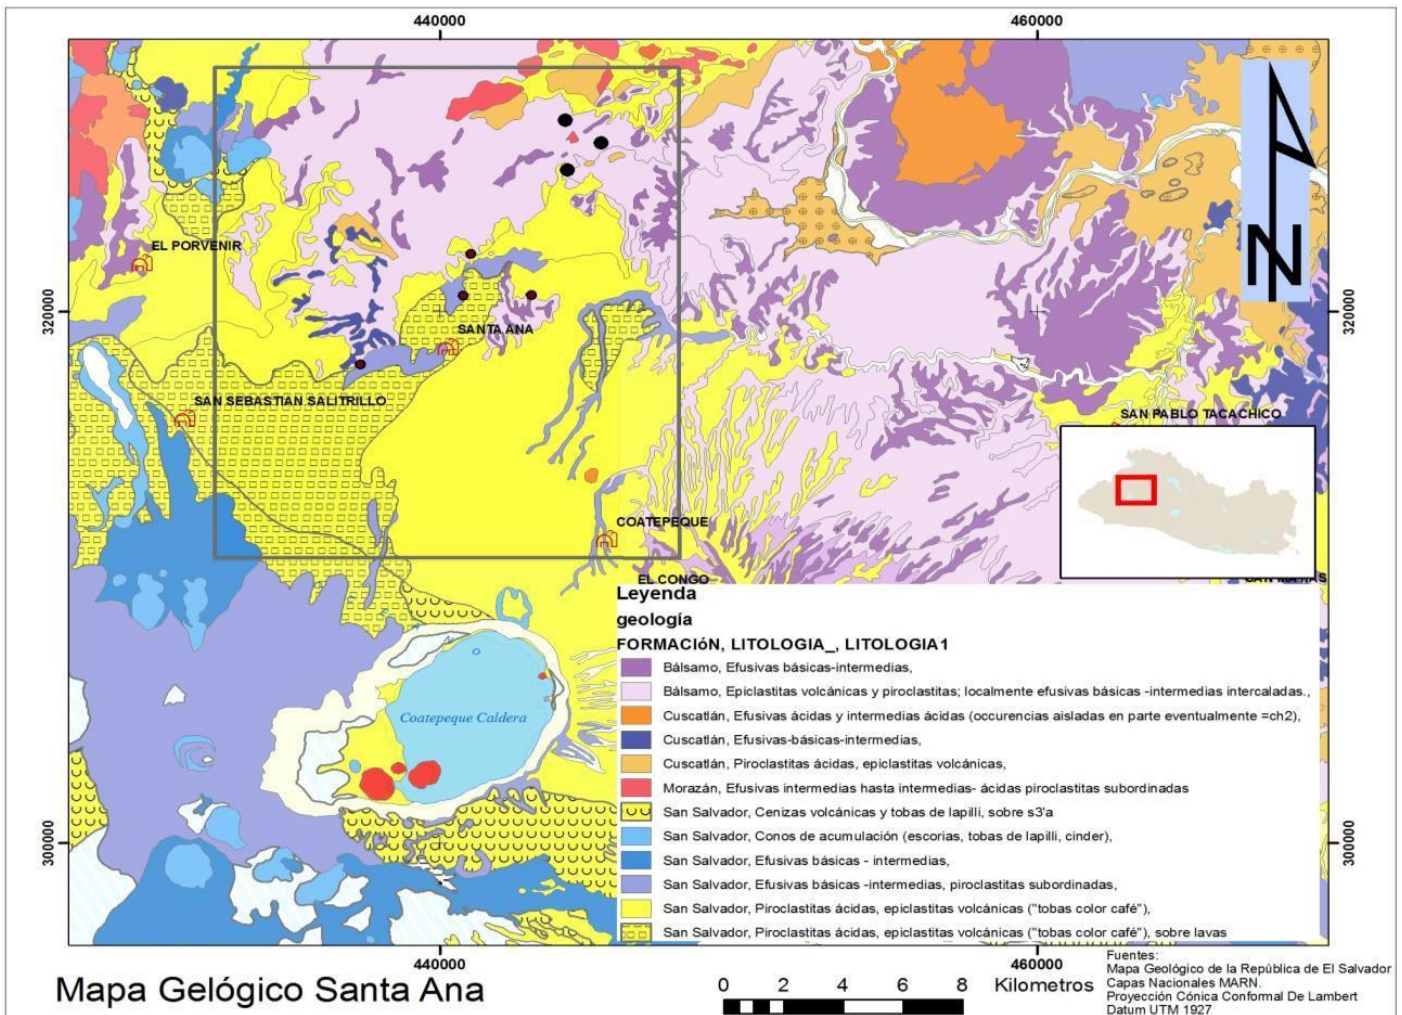 440000
460000
EL PORVENIR
320000
320000
SANTA ANA
SAN SEBASTIAN SALITRILLO
SAN PABLO TACACHICO
COATEPEQUE
EL CONGO
Leyenda
geología
FORMACIóN, LITOLOGIA_, LITOLOGIA1
Bálsamo, Efusivas básicas-intermedias,
Bálsamo, Epiclastitas volcánicas y piroclastitas; localmente efusivas básicas -intermedias intercaladas.,
Cuscatlán, Efusivas ácidas y intermedias ácidas (occurencias aisladas en parte eventualmente =ch2),
Cuscatlán, Efusivas-básicas-intermedias,
Cuscatlán, Piroclastitas ácidas, epiclastitas volcánicas,
Morazán, Efusivas intermedias hasta intermedias- ácidas piroclastitas subordinadas
San Salvador, Cenizas volcánicas y tobas de lapilli, sobre s3'a
San Salvador, Conos de acumulación (escorias, tobas de lapilli, cinder),
San Salvador, Efusivas básicas - intermedias,
San Salvador, Efusivas básicas -intermedias, piroclastitas subordinadas,
San Salvador, Piroclastitas ácidas, epiclastitas volcánicas ("tobas color café"),
San Salvador, Piroclastitas ácidas, epiclastitas volcánicas ("tobas color café"), sobre lavas
Coatepeque Caldera
300000
300000
N
440000
460000
Mapa Gelógico Santa Ana
0 2 4 6 8
Kilometros
Fuentes:
Mapa Geológico de la República de El Salvador
Capas Nacionales MARN.
Proyección Cónica Conformal De Lambert
Datum UTM 1927